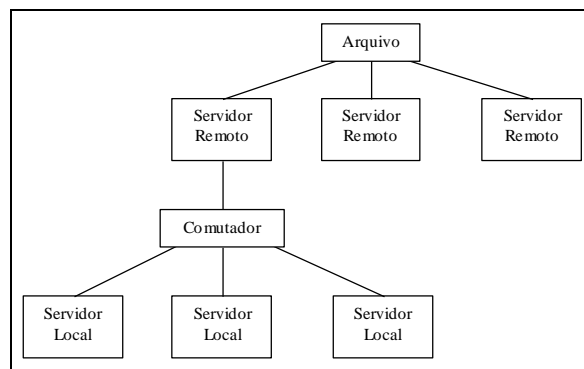 Arquivo
Servidor
Remoto
Servidor
Remoto
Servidor
Remoto
Comutador
Servidor
Local
Servidor
Local
Servidor
Local